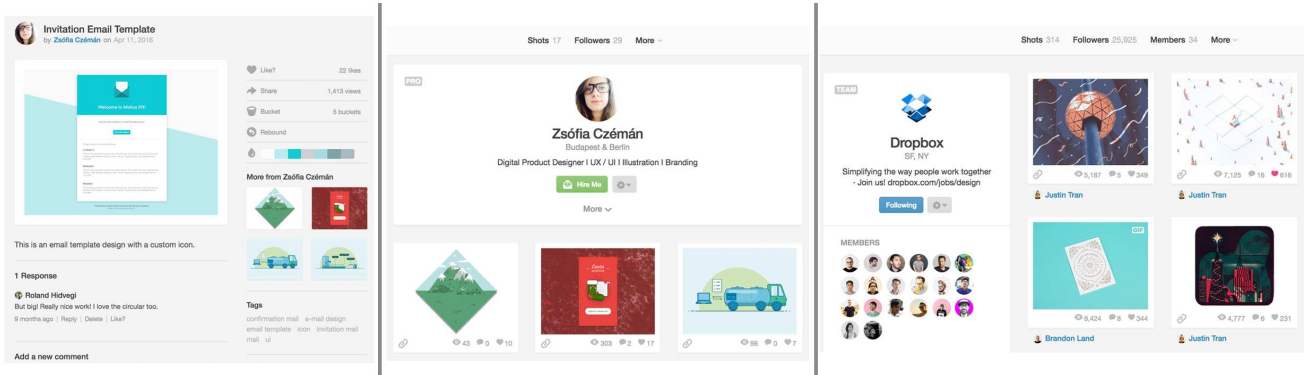 Invitation Email Template
by Zsófia Czémán on Apr 11, 2016
Welcome to Mobus KFI!
Like? 22 likes
Share 1,413 views
Bucket 5 buckets
Rebound
More from Zsófia Czémán
This is an email template design with a custom icon.
1 Response
Roland Hidvegi
But big! Really nice work! I love the circular too.
9 months ago | Reply | Delete | Like?
Add a new comment
Tags
confirmation mail e-mail design
email template icon invitation mail
mail ui
Shots 17 Followers 29 More
PRO
Zsófia Czémán
Budapest & Berlin
Digital Product Designer I UX / UI I Illustration I Branding
Hire Me
More
43 0 10
303 2 17
98 0 7
Shots 314 Followers 25,925 Members 34 More
TEAM
Dropbox
SF, NY
Simplifying the way people work together
· Join us! dropbox.com/jobs/design
Following
MEMBERS
5,187 5 349
Justin Tran
7,125 16 616
Justin Tran
GIF
9,424 8 344
Brandon Land
4,777 6 231
Justin Tran